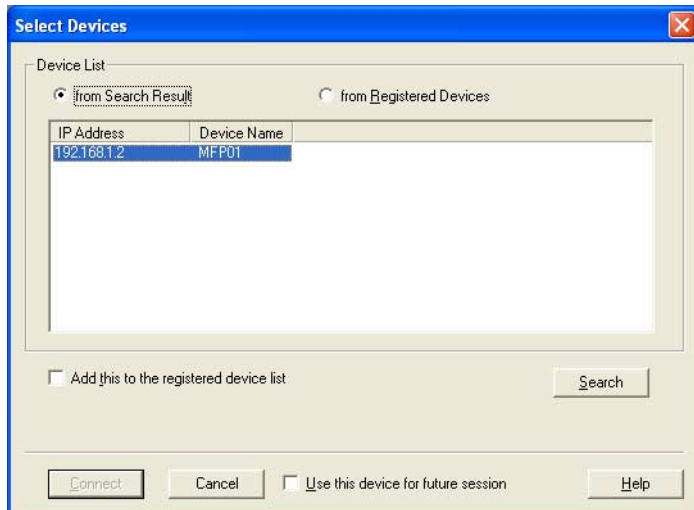 Select Devices
Device List
from Search Result
from Registered Devices
IP Address Device Name
192.168.1.2 MFP01
Add this to the registered device list
Search
Connect Cancel Use this device for future session Help